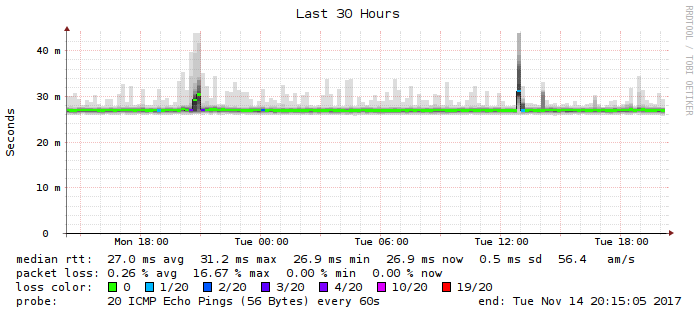 Last 30 Hours
RRDTOOL / TOBI OETIKER
Seconds
40 m
30 m
20 m
10 m
0
Mon 18:00 Tue 00:00 Tue 06:00 Tue 12:00 Tue 18:00
median rtt: 27.0 ms avg 31.2 ms max 26.9 ms min 26.9 ms now 0.5 ms sd 56.4 am/s
packet loss: 0.26 % avg 16.67 % max 0.00 % min 0.00 % now
loss color: 0 1/20 2/20 3/20 4/20 10/20 19/20
probe: 20 ICMP Echo Pings (56 Bytes) every 60s end: Tue Nov 14 20:15:05 2017